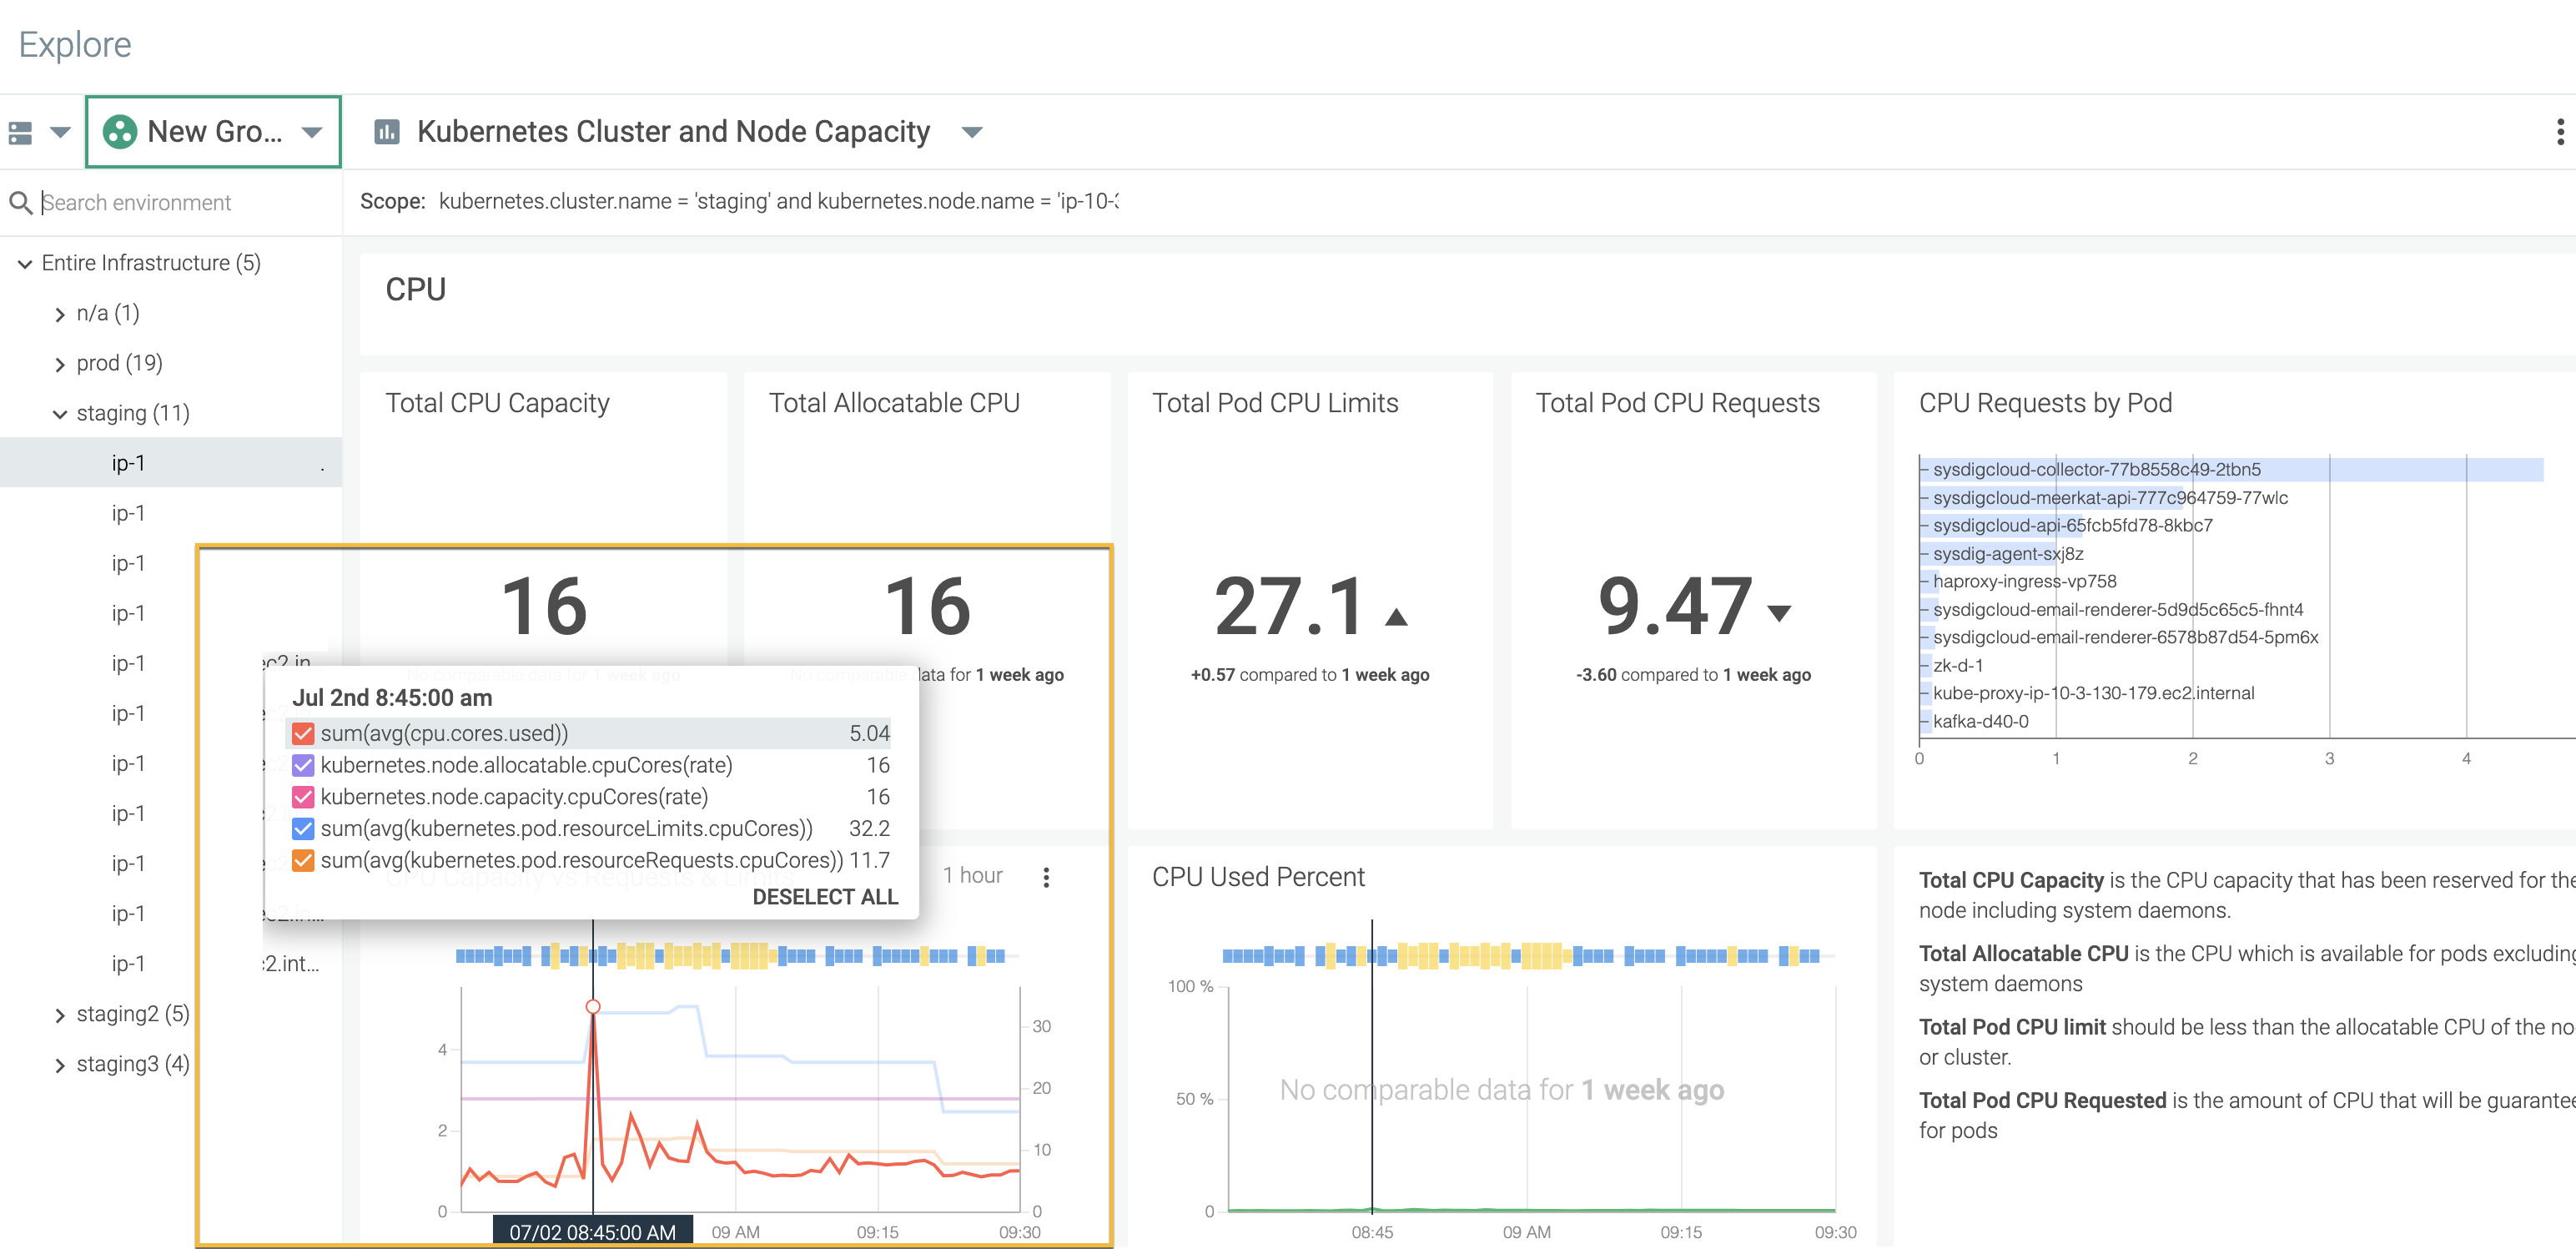 Explore
New Gro...
Kubernetes Cluster and Node Capacity
Search environment
Scope: kubernetes.cluster.name = 'staging' and kubernetes.node.name = 'ip-10-
Entire Infrastructure (5)
n/a (1)
prod (19)
staging (11)
ip-1
ip-1
ip-1
ip-1
ip-1
ip-1
ip-1
ip-1
ip-1
ip-1
ip-1
c2.int...
staging2 (5)
staging3 (4)
CPU
Total CPU Capacity
16
No comparable data for 1 week ago
Total Allocatable CPU
16
No comparable data for 1 week ago
Total Pod CPU Limits
27.1
+0.57 compared to 1 week ago
Total Pod CPU Requests
9.47
-3.60 compared to 1 week ago
CPU Requests by Pod
sysdigcloud-collector-77b8558c49-2tbn5
sysdigcloud-meerkat-api-777c964759-77wlc
sysdigcloud-api-65fcb5fd78-8kbc7
sysdig-agent-sxj8z
haproxy-ingress-vp758
sysdigcloud-email-renderer-5d9d5c65c5-fhnt4
sysdigcloud-email-renderer-6578b87d54-5pm6x
zk-d-1
kube-proxy-ip-10-3-130-179.ec2.internal
kafka-d40-0
0 1 2 3 4
Jul 2nd 8:45:00 am
sum(avg(cpu.cores.used)) 5.04
kubernetes.node.allocatable.cpuCores(rate) 16
kubernetes.node.capacity.cpuCores(rate) 16
sum(avg(kubernetes.pod.resourceLimits.cpuCores)) 32.2
sum(avg(kubernetes.pod.resourceRequests.cpuCores)) 11.7
DESELECT ALL
CPU Capacity vs Requests & Limits
1 hour
4
2
0
30
20
10
0
07/02 08:45:00 AM
09 AM
09:15
09:30
CPU Used Percent
100 %
50 %
0
No comparable data for 1 week ago
08:45
09 AM
09:15
09:30
Total CPU Capacity is the CPU capacity that has been reserved for the
node including system daemons.
Total Allocatable CPU is the CPU which is available for pods excluding
system daemons
Total Pod CPU limit should be less than the allocatable CPU of the no
or cluster.
Total Pod CPU Requested is the amount of CPU that will be guarantee
for pods